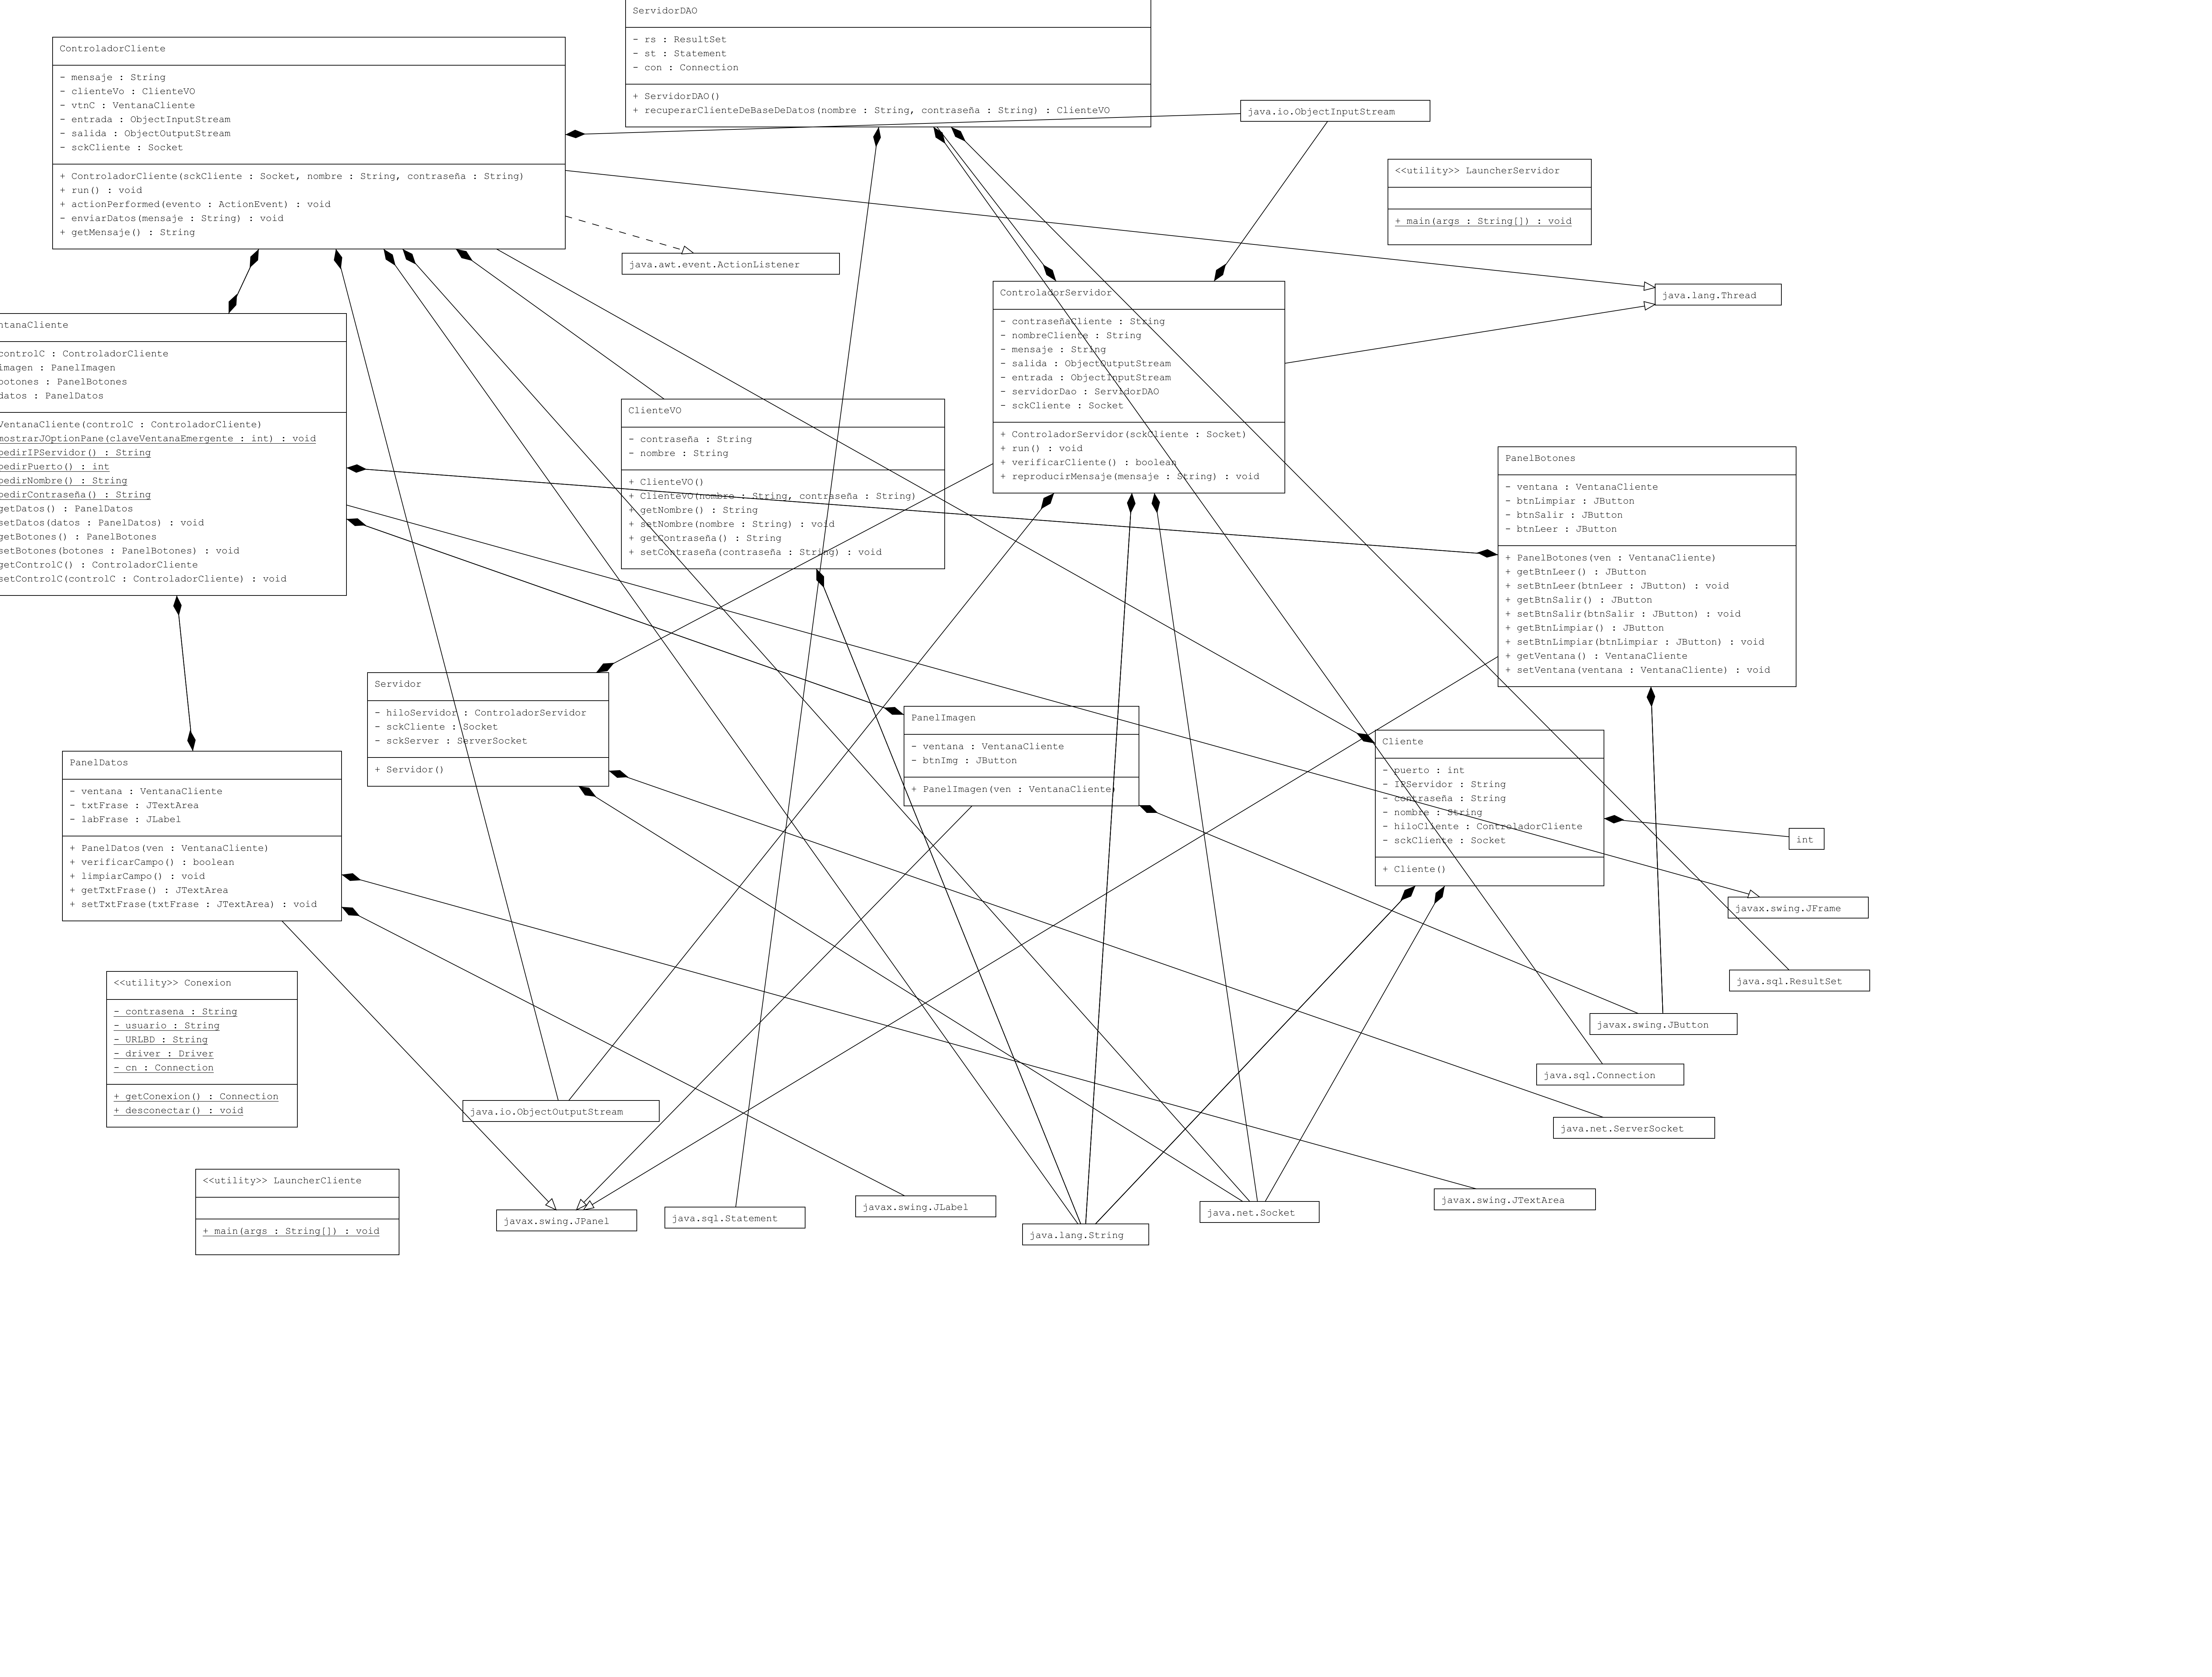 ServidorDAO
- rs : ResultSet
- st : Statement
- con : Connection
+ ServidorDAO()
+ recuperarClienteDeBaseDeDatos(nombre : String, contraseña : String) : ClienteVO
ControladorCliente
- mensaje : String
- clienteVo : ClienteVO
- vtnC : VentanaCliente
- entrada : ObjectInputStream
- salida : ObjectOutputStream
- sckCliente : Socket
+ ControladorCliente(sckCliente : Socket, nombre : String, contraseña : String)
+ run() : void
+ actionPerformed(evento : ActionEvent) : void
- enviarDatos(mensaje : String) : void
+ getMensaje() : String
java.io.ObjectInputStream
<<utility>> LauncherServidor
+ main(args : String[]) : void
java.awt.event.ActionListener
java.lang.Thread
ControladorServidor
- contraseñaCliente : String
- nombreCliente : String
- mensaje : String
- salida : ObjectOutputStream
- entrada : ObjectInputStream
- servidorDao : ServidorDAO
- sckCliente : Socket
+ ControladorServidor(sckCliente : Socket)
+ run() : void
+ verificarCliente() : boolean
+ reproducirMensaje(mensaje : String) : void
ntanaCliente
controlC : ControladorCliente
imagen : PanelImagen
botones : PanelBotones
datos : PanelDatos
VentanaCliente(controlC : ControladorCliente)
mostrarJOptionPane(claveVentanaEmergente : int) : void
pedirIPServidor() : String
pedirPuerto() : int
pedirNombre() : String
pedirContraseña() : String
getDatos() : PanelDatos
setDatos(datos : PanelDatos) : void
getBotones() : PanelBotones
setBotones(botones : PanelBotones) : void
getControlC() : ControladorCliente
setControlC(controlC : ControladorCliente) : void
ClienteVO
- contraseña : String
- nombre : String
+ ClienteVO()
+ ClienteVO(nombre : String, contraseña : String)
+ getNombre() : String
+ setNombre(nombre : String) : void
+ getContraseña() : String
+ setContraseña(contraseña : String) : void
PanelBotones
- ventana : VentanaCliente
- btnLimpiar : JButton
- btnSalir : JButton
- btnLeer : JButton
+ PanelBotones(ven : VentanaCliente)
+ getBtnLeer() : JButton
+ setBtnLeer(btnLeer : JButton) : void
+ getBtnSalir() : JButton
+ setBtnSalir(btnSalir : JButton) : void
+ getBtnLimpiar() : JButton
+ setBtnLimpiar(btnLimpiar : JButton) : void
+ getVentana() : VentanaCliente
+ setVentana(ventana : VentanaCliente) : void
Servidor
- hiloServidor : ControladorServidor
- sckCliente : Socket
- sckServer : ServerSocket
+ Servidor()
PanelImagen
- ventana : VentanaCliente
- btnImg : JButton
+ PanelImagen(ven : VentanaCliente)
Cliente
- puerto : int
- IPServidor : String
- contraseña : String
- nombre : String
- hiloCliente : ControladorCliente
- sckCliente : Socket
+ Cliente()
PanelDatos
- ventana : VentanaCliente
- txtFrase : JTextArea
- labFrase : JLabel
+ PanelDatos(ven : VentanaCliente)
+ verificarCampo() : boolean
+ limpiarCampo() : void
+ getTxtFrase() : JTextArea
+ setTxtFrase(txtFrase : JTextArea) : void
int
javax.swing.JFrame
java.sql.ResultSet
<<utility>> Conexion
- contrasena : String
- usuario : String
- URLBD : String
- driver : Driver
- cn : Connection
+ getConexion() : Connection
+ desconectar() : void
javax.swing.JButton
java.sql.Connection
java.io.ObjectOutputStream
java.net.ServerSocket
<<utility>> LauncherCliente
+ main(args : String[]) : void
javax.swing.JPanel
java.sql.Statement
javax.swing.JLabel
java.lang.String
java.net.Socket
javax.swing.JTextArea